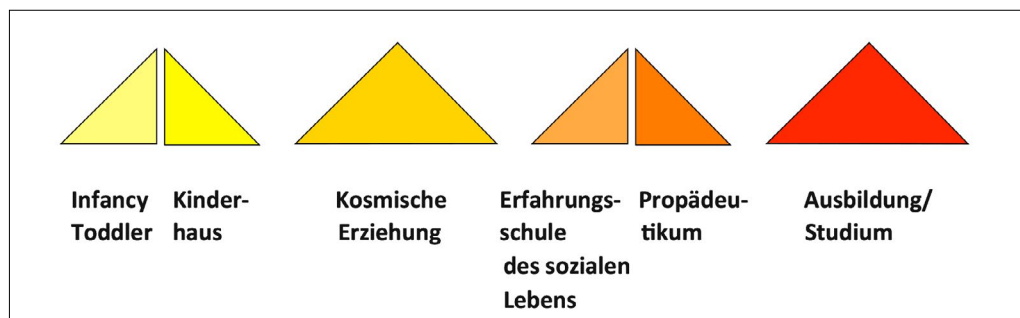 Infancy
Toddler
Kinder-
haus
Kosmische
Erziehung
Erfahrungs-
schule
des sozialen
Lebens
Propädeu-
tikum
Ausbildung/
Studium